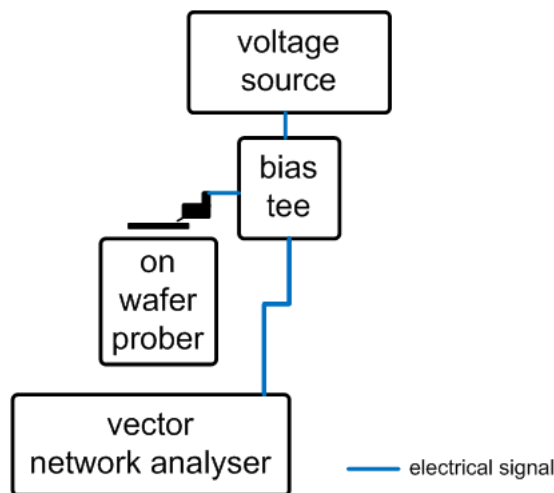 voltage
source
bias
tee
on
wafer
prober
vector
network analyser
electrical signal